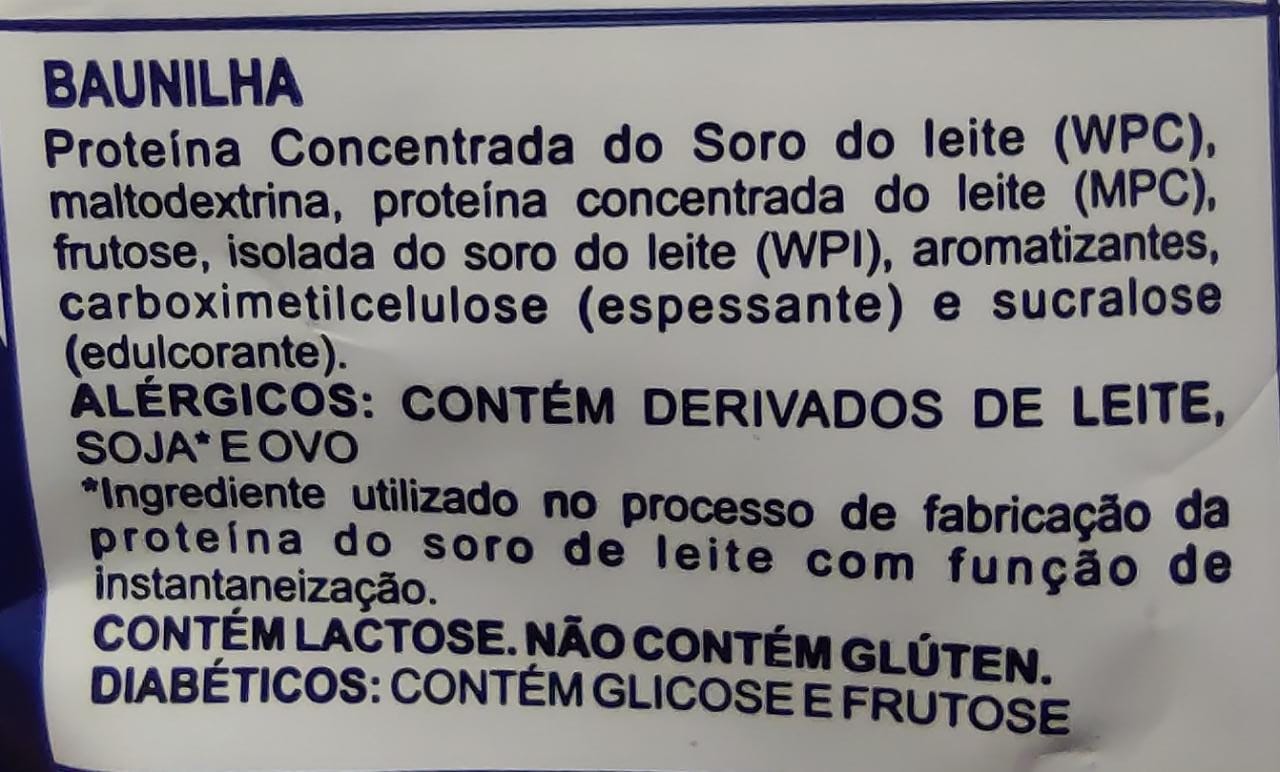 BAUNILHA
Proteína Concentrada do Soro do leite (WPC),
maltodextrina, proteína concentrada do leite (MPC),
frutose, isolada do soro do leite (WPI), aromatizantes,
carboximetilcelulose (espessante) e sucralose
(edulcorante).
ALÉRGICOS: CONTÉM DERIVADOS DE LEITE,
SOJA* E OVO
*Ingrediente utilizado no processo de fabricação da
proteína do soro de leite com função de
instantaneização.
CONTÉM LACTOSE. NÃO CONTÉM GLÚTEN.
DIABÉTICOS: CONTÉM GLICOSE E FRUTOSE